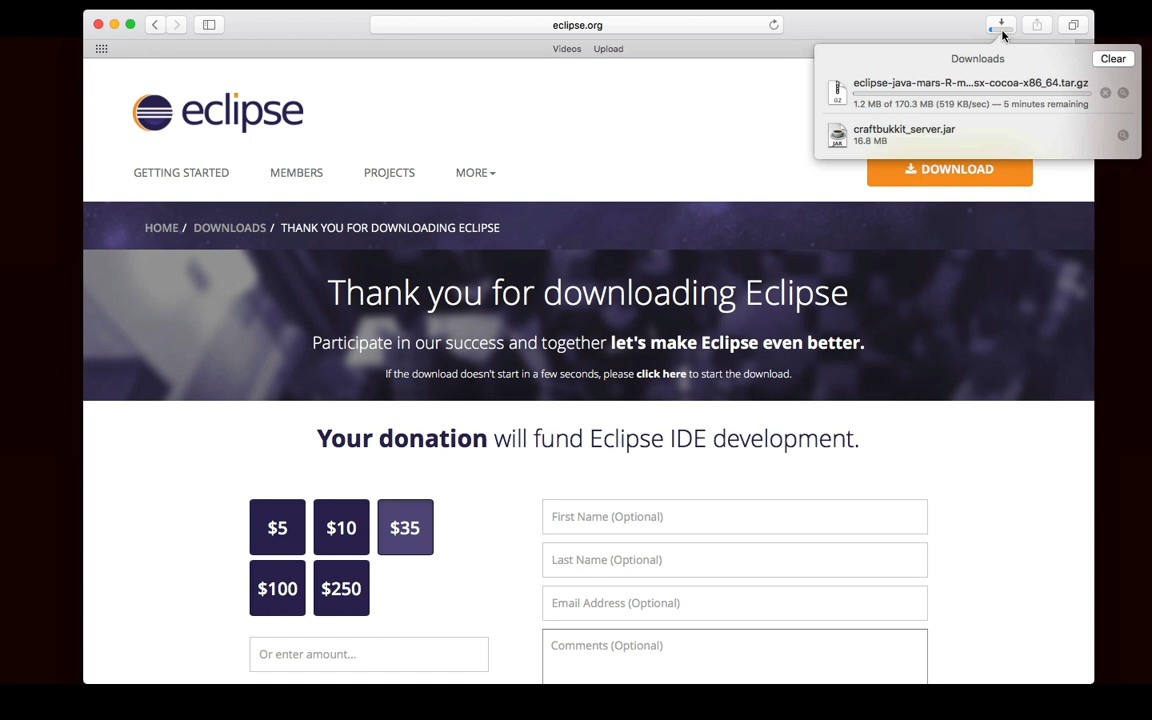 eclipse.org
Videos Upload
Downloads Clear
eclipse-java-mars-R-m...sx-cocoa-x86_64.tar.gz
1.2 MB of 170.3 MB (519 KB/sec) — 5 minutes remaining
GZ
craftbukkit_server.jar
16.8 MB
JAR
eclipse
GETTING STARTED MEMBERS PROJECTS MORE
DOWNLOAD
HOME / DOWNLOADS / THANK YOU FOR DOWNLOADING ECLIPSE
Thank you for downloading Eclipse
Participate in our success and together let's make Eclipse even better.
If the download doesn't start in a few seconds, please click here to start the download.
Your donation will fund Eclipse IDE development.
$5 $10 $35
$100 $250
Or enter amount...
First Name (Optional)
Last Name (Optional)
Email Address (Optional)
Comments (Optional)